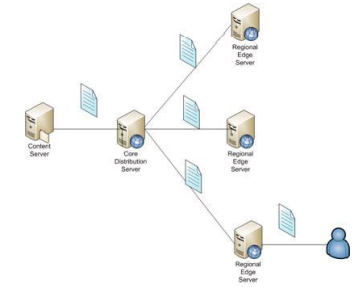 Regional
Edge
Server
Content
Server
Core
Distribution
Server
Regional
Edge
Server
Regional
Edge
Server